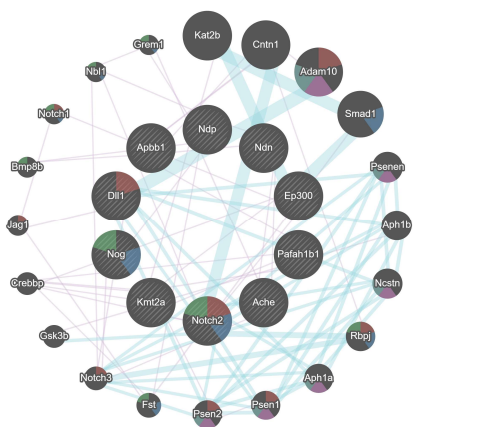 Kat2b
Cntn1
Grem1
Adam10
Nbl1
Smad1
Notch1
Ndp
Apbb1
Ndn
Bmp8b
Psenen
Dll1
Ep300
Jag1
Aph1b
Nog
Pafah1b1
Crebbp
Ncstn
Kmt2a
Ache
Notch2
Gsk3b
Rbpj
Notch3
Aph1a
Fst
Psen1
Psen2